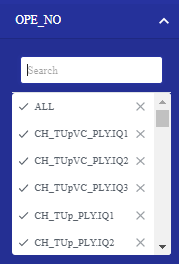 OPE_NO
Search
ALL
CH_TUpVC_PLY.IQ1
CH_TUpVC_PLY.IQ2
CH_TUpVC_PLY.IQ3
CH_TUp_PLY.IQ1
CH_TUp_PLY.IQ2